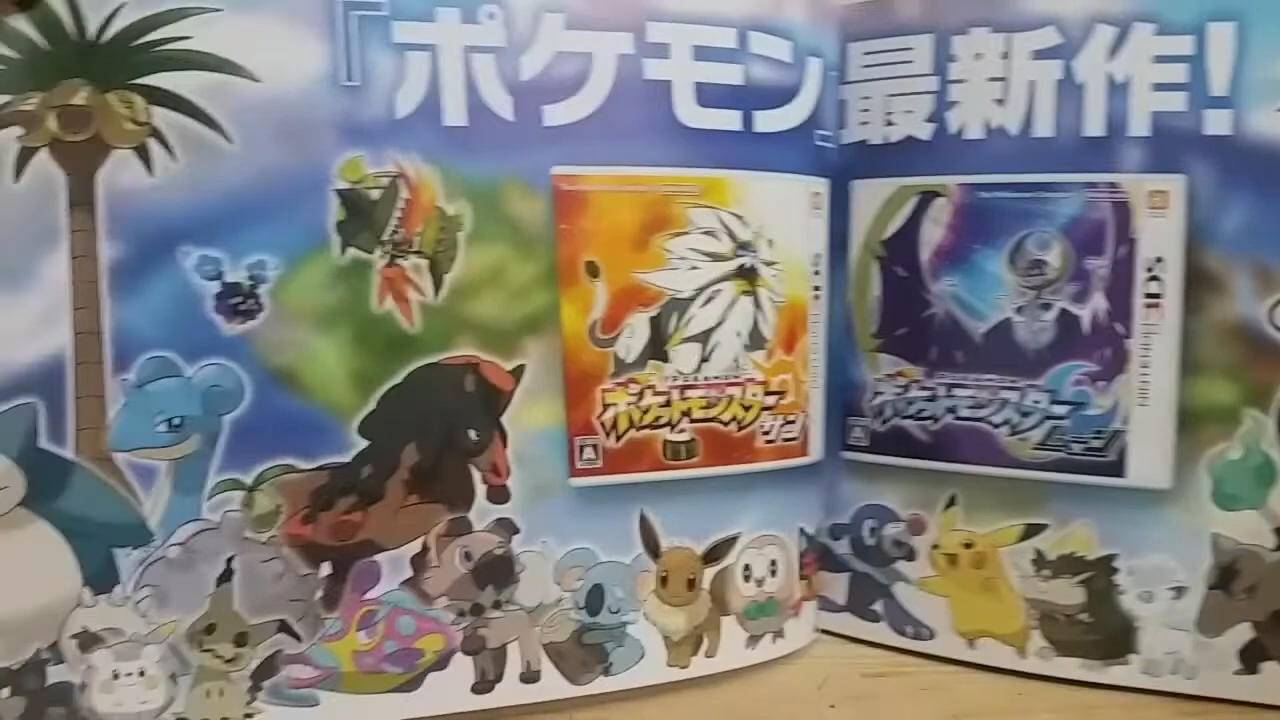 『ポケモン』最新作!
ポケットモンスター
サン
ポケットモンスター
ムーン